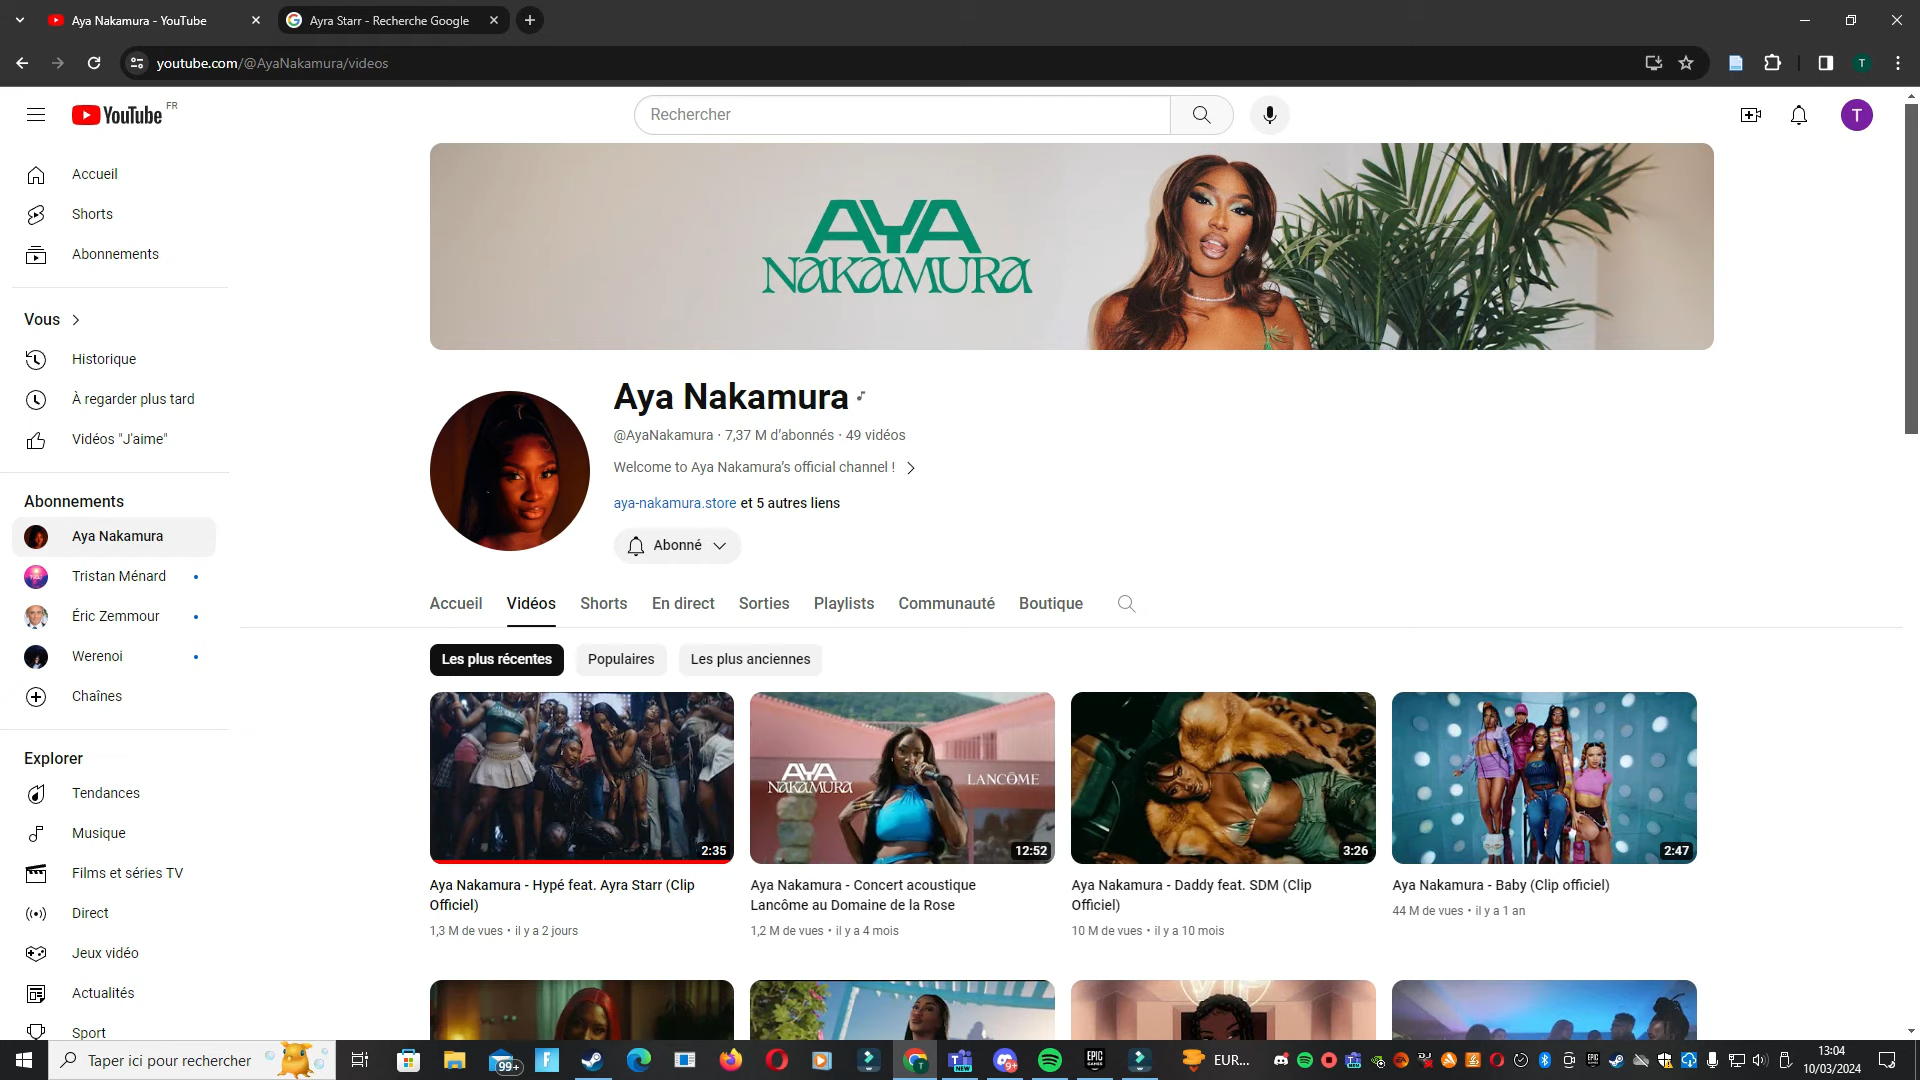 Aya Nakamura - YouTube
Ayra Starr - Recherche Google
youtube.com/@AyaNakamura/videos
T
YouTube FR
Rechercher
T
Accueil
Shorts
Abonnements
Vous
Historique
À regarder plus tard
Vidéos "J'aime"
Abonnements
Aya Nakamura
Tristan Ménard
Éric Zemmour
Werenoi
Chaînes
Explorer
Tendances
Musique
Films et séries TV
Direct
Jeux vidéo
Actualités
Sport
AYA
NAKAMURA
Aya Nakamura
@AyaNakamura · 7,37 M d’abonnés · 49 vidéos
Welcome to Aya Nakamura's official channel !
aya-nakamura.store et 5 autres liens
Abonné
Accueil Vidéos Shorts En direct Sorties Playlists Communauté Boutique
Les plus récentes Populaires Les plus anciennes
2:35
Aya Nakamura - Hypé feat. Ayra Starr (Clip
Officiel)
1,3 M de vues • il y a 2 jours
AYA
NAKAMURA
LANCÔME
12:52
Aya Nakamura - Concert acoustique
Lancôme au Domaine de la Rose
1,2 M de vues • il y a 4 mois
3:26
Aya Nakamura - Daddy feat. SDM (Clip
Officiel)
10 M de vues • il y a 10 mois
2:47
Aya Nakamura - Baby (Clip officiel)
44 M de vues • il y a 1 an
VIP
Taper ici pour rechercher
99+
NEW
9+
EPIC
GAMES
EUR...
13:04
10/03/2024